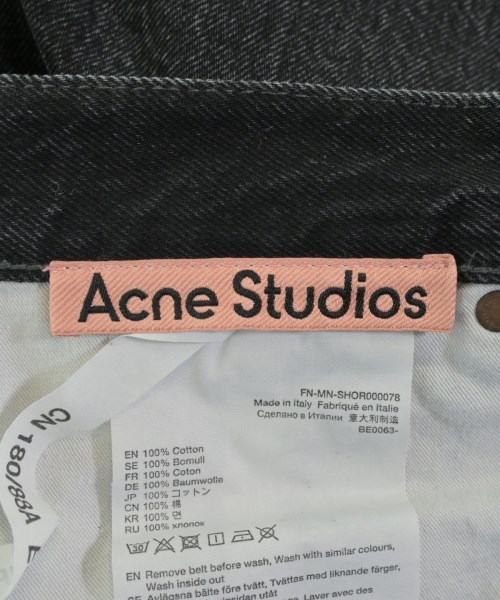 Acne Studios
FN-MN-SHOR000078
Made in Italy Fabriqué en Italie
Сделано в Италии 意大利制造
BE0063-
CN 180/88A
EN 100% Cotton
SE 100% Bomull
FR 100% Coton
DE 100% Baumwolle
JP 100% コットン
CN 100% 棉
KR 100% 면
RU 100% хлопок
30
EN Remove belt before wash, Wash with similar colours,
Wash inside out
SE Avlägsna bälte före tvätt, Tvättas med liknande färger,